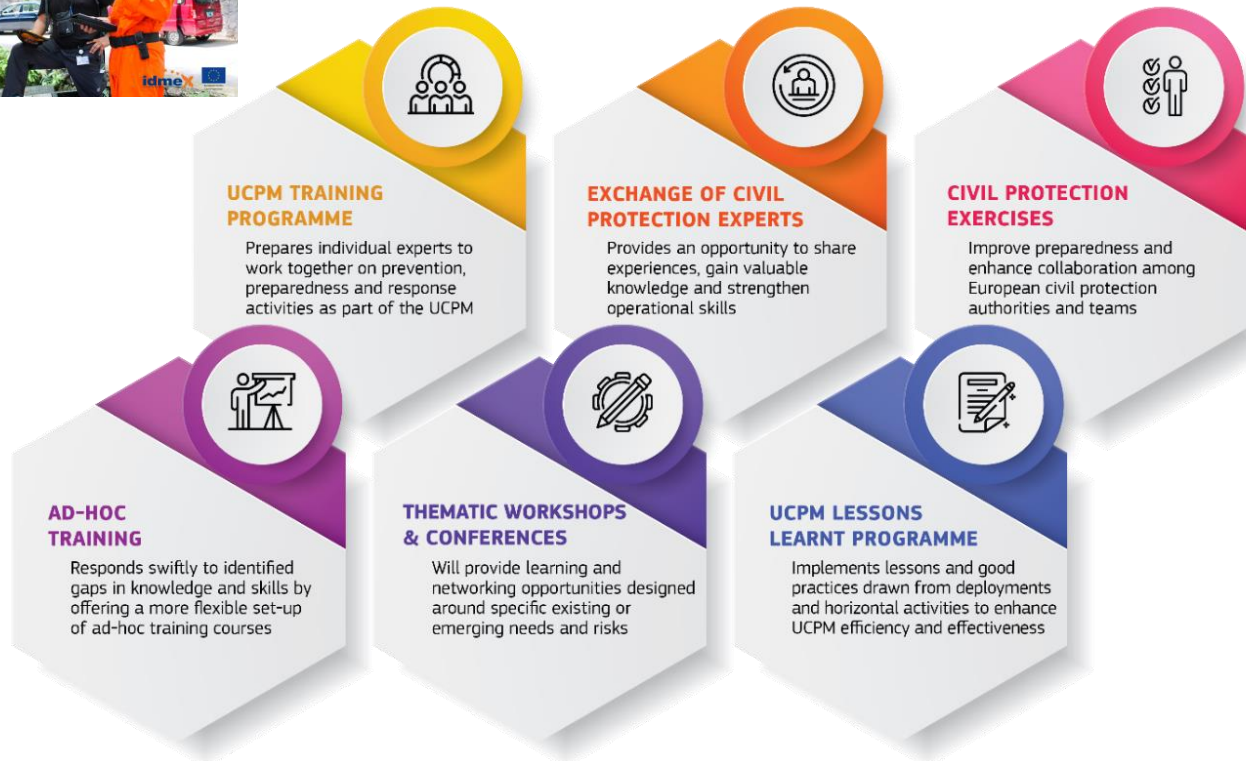 idmex
UCPM TRAINING
PROGRAMME
Prepares individual experts to
work together on prevention,
preparedness and response
activities as part of the UCPM
EXCHANGE OF CIVIL
PROTECTION EXPERTS
Provides an opportunity to share
experiences, gain valuable
knowledge and strengthen
operational skills
CIVIL PROTECTION
EXERCISES
Improve preparedness and
enhance collaboration among
European civil protection
authorities and teams
AD-HOC
TRAINING
Responds swiftly to identified
gaps in knowledge and skills by
offering a more flexible set-up
of ad-hoc training courses
THEMATIC WORKSHOPS
& CONFERENCES
Will provide learning and
networking opportunities designed
around specific existing or
emerging needs and risks
UCPM LESSONS
LEARNT PROGRAMME
Implements lessons and good
practices drawn from deployments
and horizontal activities to enhance
UCPM efficiency and effectiveness